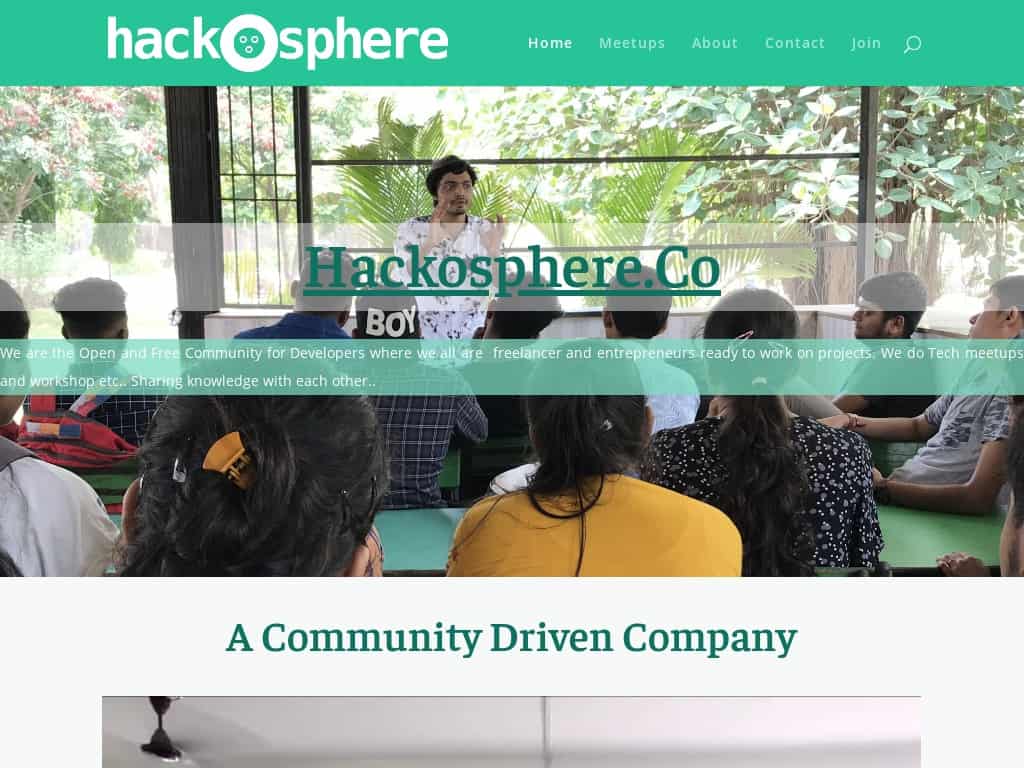 hackosphere
Home Meetups About Contact Join
Hackosphere.Co
BOY
We are the Open and Free Community for Developers where we all are freelancer and entrepreneurs ready to work on projects. We do Tech meetups
and workshop etc.. Sharing knowledge with each other..
A Community Driven Company